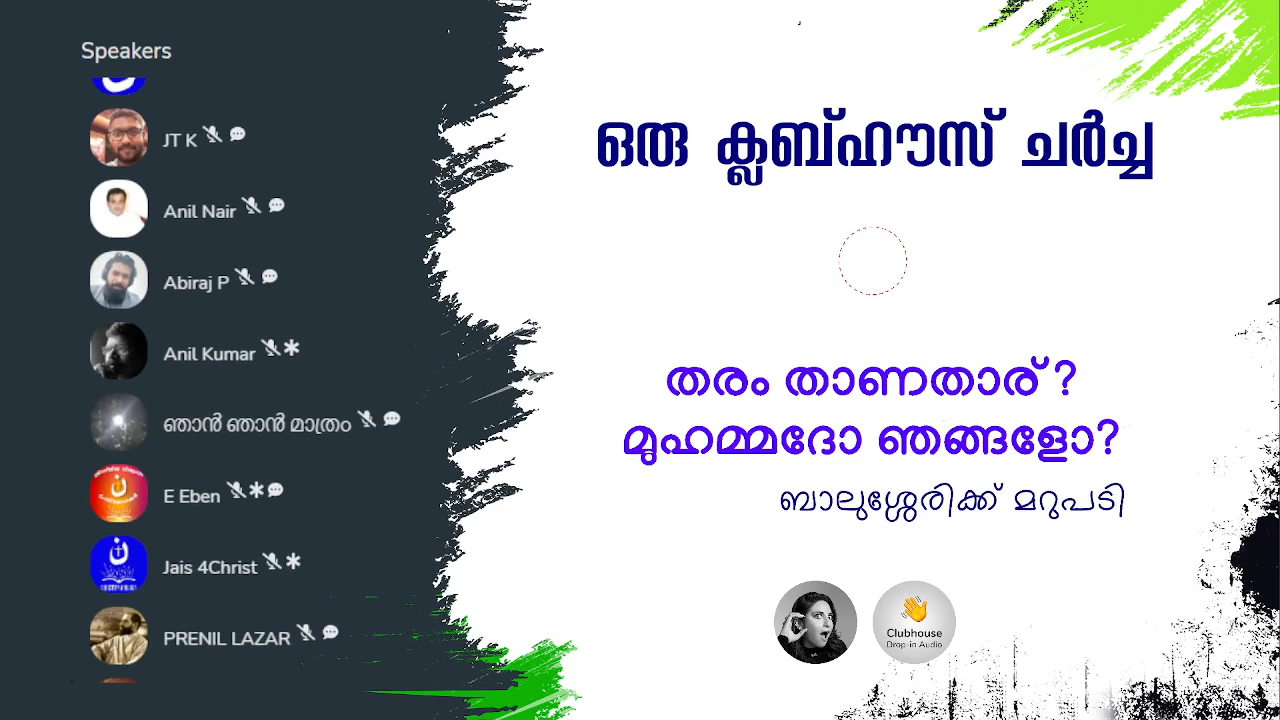 Speakers
JT K
Anil Nair
Abiraj P
Anil Kumar
ഞാൻ ഞാൻ മാത്രം
E Eben
Jais 4Christ
PRENIL LAZAR
ഒരു ക്ലബ്ഹൗസ് ചർച്ച
തരം താണതാര് ?
മുഹമ്മദോ ഞങ്ങളോ?
ബാലുശ്ശേരിക്ക് മറുപടി
Clubhouse
Drop-in Audio